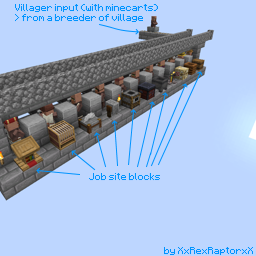 Villager input (with minecarts)
> from a breeder of village
Job site blocks
by XxRexRaptorxX